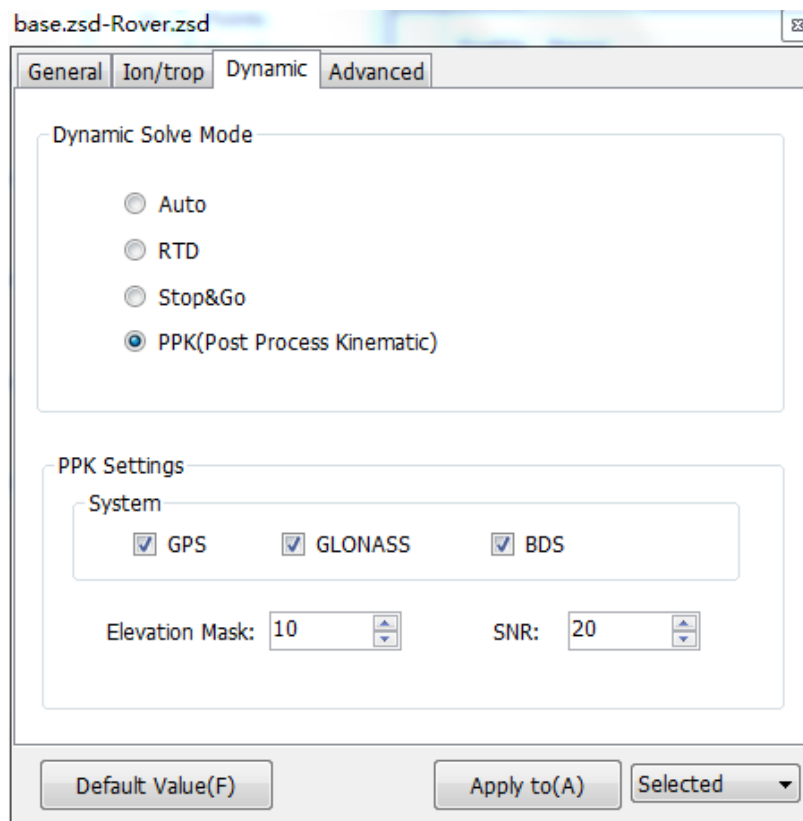 base.zsd-Rover.zsd
General Ion/trop Dynamic Advanced
Dynamic Solve Mode
Auto
RTD
Stop&Go
PPK(Post Process Kinematic)
PPK Settings
System
GPS GLONASS BDS
Elevation Mask: 10 SNR: 20
Default Value(F) Apply to(A) Selected